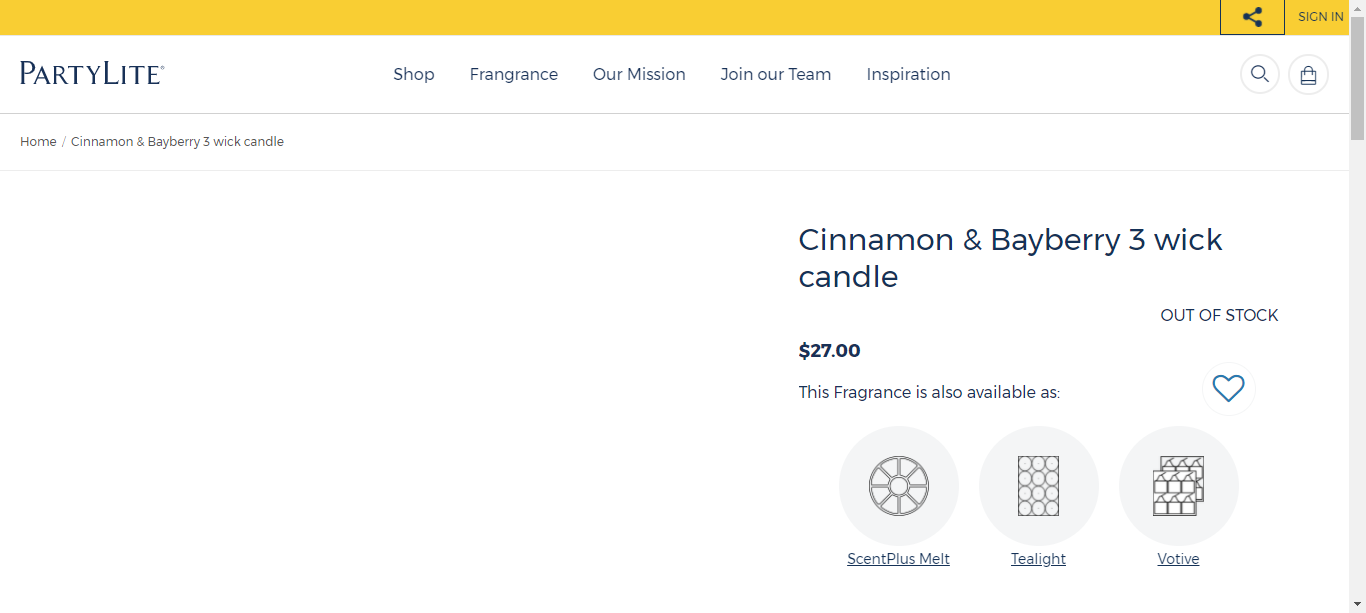 SIGN IN
PARTYLITE®
Shop
Frangrance
Our Mission
Join our Team
Inspiration
Home / Cinnamon & Bayberry 3 wick candle
Cinnamon & Bayberry 3 wick
candle
OUT OF STOCK
$27.00
This Fragrance is also available as:
ScentPlus Melt
Tealight
Votive